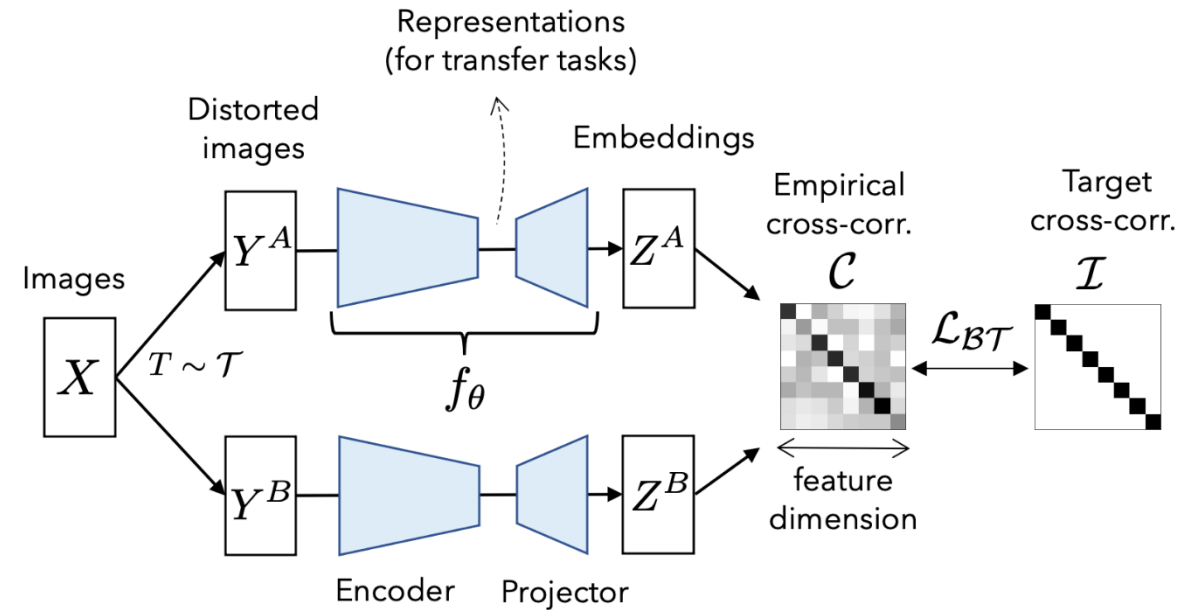 Representations
(for transfer tasks)
Distorted
images
Embeddings
Empirical
cross-corr.
Target
cross-corr.
Images
Y^A
Z^A
C
I
X
T ∼ T
f_θ
L_BT
Y^B
Z^B
feature
dimension
Encoder
Projector